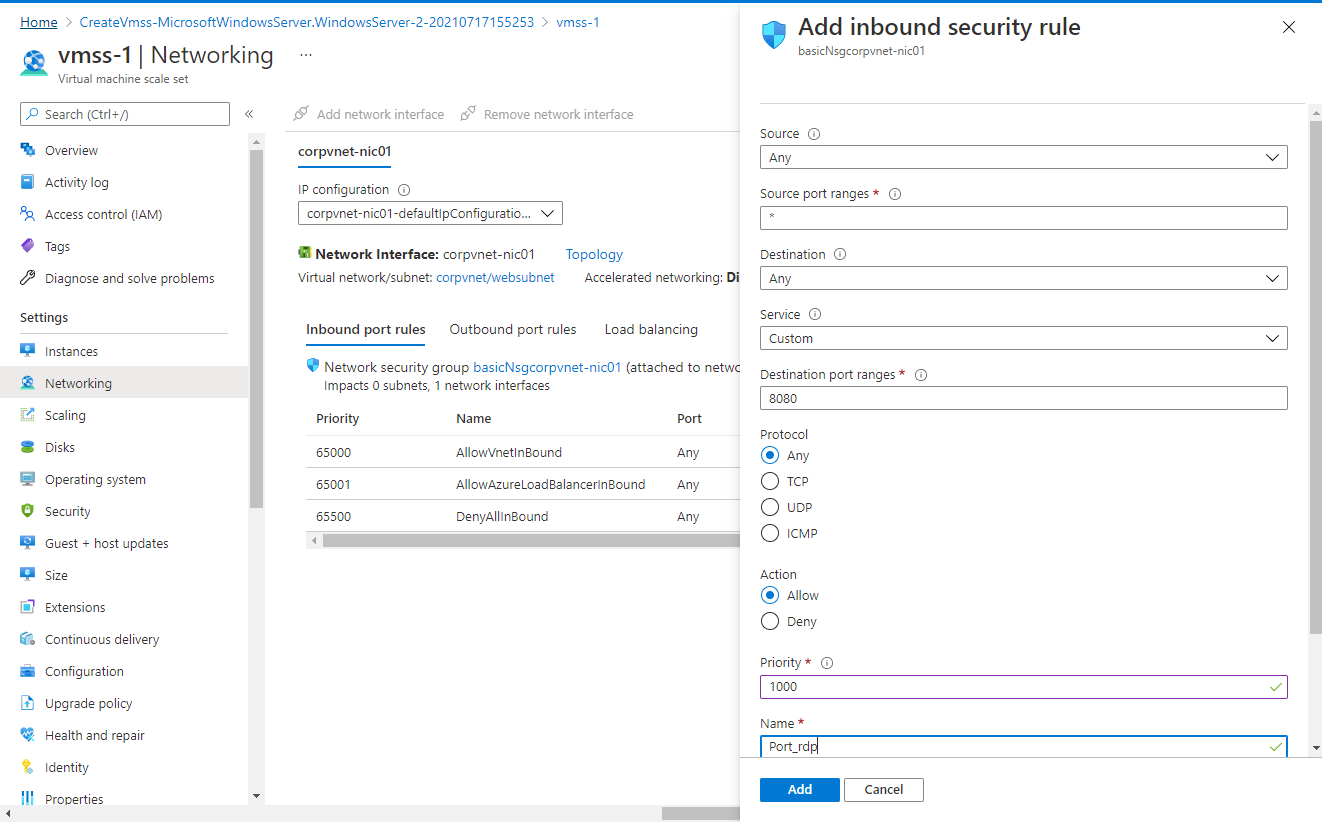 Home > CreateVmss-MicrosoftWindowsServer.WindowsServer-2-20210717155253 > vmss-1
vmss-1 | Networking ...
Virtual machine scale set
Search (Ctrl+/)
«
Overview
Activity log
Access control (IAM)
Tags
Diagnose and solve problems
Settings
Instances
Networking
Scaling
Disks
Operating system
Security
Guest + host updates
Size
Extensions
Continuous delivery
Configuration
Upgrade policy
Health and repair
Identity
Properties
Add network interface Remove network interface
corpvnet-nic01
IP configuration
corpvnet-nic01-defaultIpConfiguratio...
Network Interface: corpvnet-nic01 Topology
Virtual network/subnet: corpvnet/websubnet Accelerated networking: Di
Inbound port rules Outbound port rules Load balancing
Network security group basicNsgcorpvnet-nic01 (attached to netwo
Impacts 0 subnets, 1 network interfaces
Priority Name Port
65000 AllowVnetInBound Any
65001 AllowAzureLoadBalancerInBound Any
65500 DenyAllInBound Any
Add inbound security rule
basicNsgcorpvnet-nic01
Source
Any
Source port ranges *
*
Destination
Any
Service
Custom
Destination port ranges *
8080
Protocol
Any
TCP
UDP
ICMP
Action
Allow
Deny
Priority *
1000
Name *
Port_rdp
Add Cancel